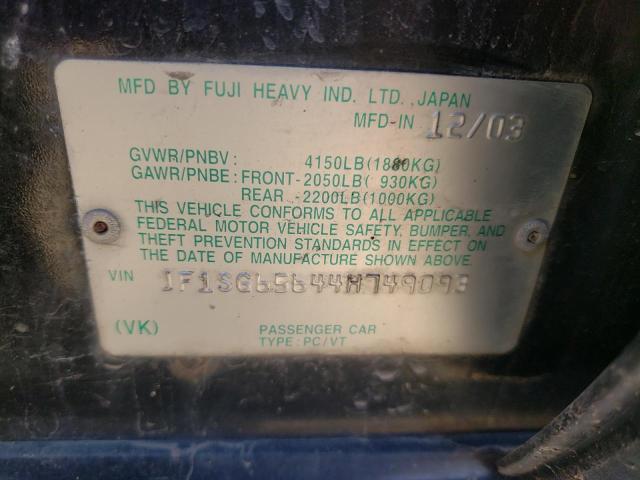 MFD BY FUJI HEAVY IND. LTD., JAPAN
MFD-IN 12/03
GVWR/PNBV : 4150LB(1880KG)
GAWR/PNBE : FRONT-2050LB( 930KG)
REAR -2200LB(1000KG)
THIS VEHICLE CONFORMS TO ALL APPLICABLE
FEDERAL MOTOR VEHICLE SAFETY, BUMPER, AND
THEFT PREVENTION STANDARDS IN EFFECT ON
THE DATE OF MANUFACTURE SHOWN ABOVE.
VIN JF1SG65644H749093
(VK) PASSENGER CAR
TYPE: PC/VT